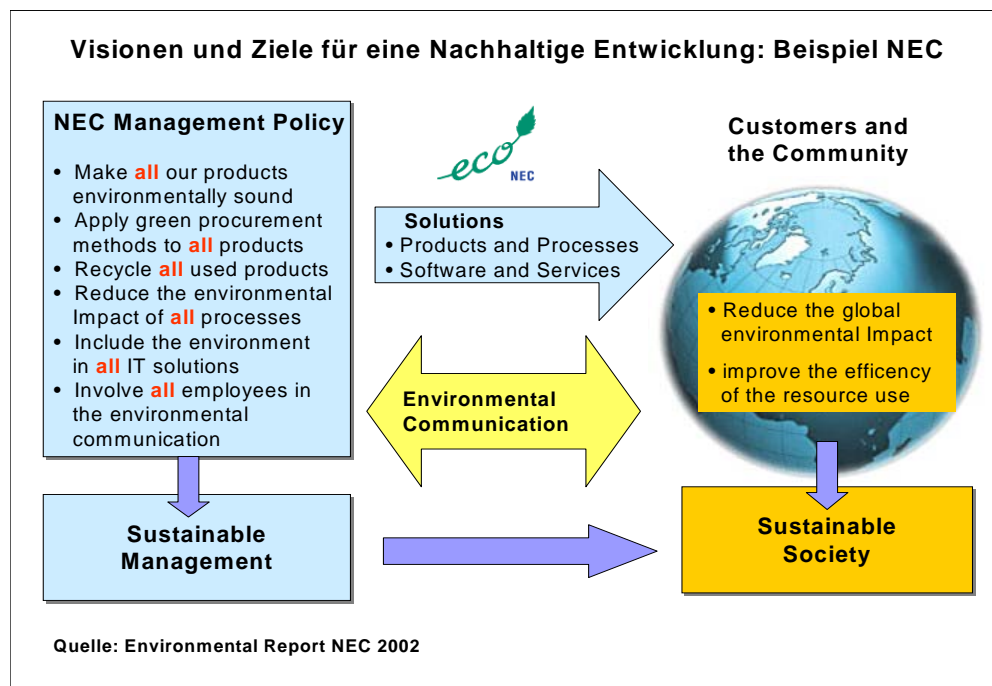 Visionen und Ziele für eine Nachhaltige Entwicklung: Beispiel NEC
NEC Management Policy
• Make all our products
environmentally sound
• Apply green procurement
methods to all products
• Recycle all used products
• Reduce the environmental
Impact of all processes
• Include the environment
in all IT solutions
• Involve all employees in
the environmental
communication
eco
NEC
Solutions
• Products and Processes
• Software and Services
Customers and
the Community
• Reduce the global
environmental Impact
• improve the efficency
of the resource use
Environmental
Communication
Sustainable
Management
Sustainable
Society
Quelle: Environmental Report NEC 2002